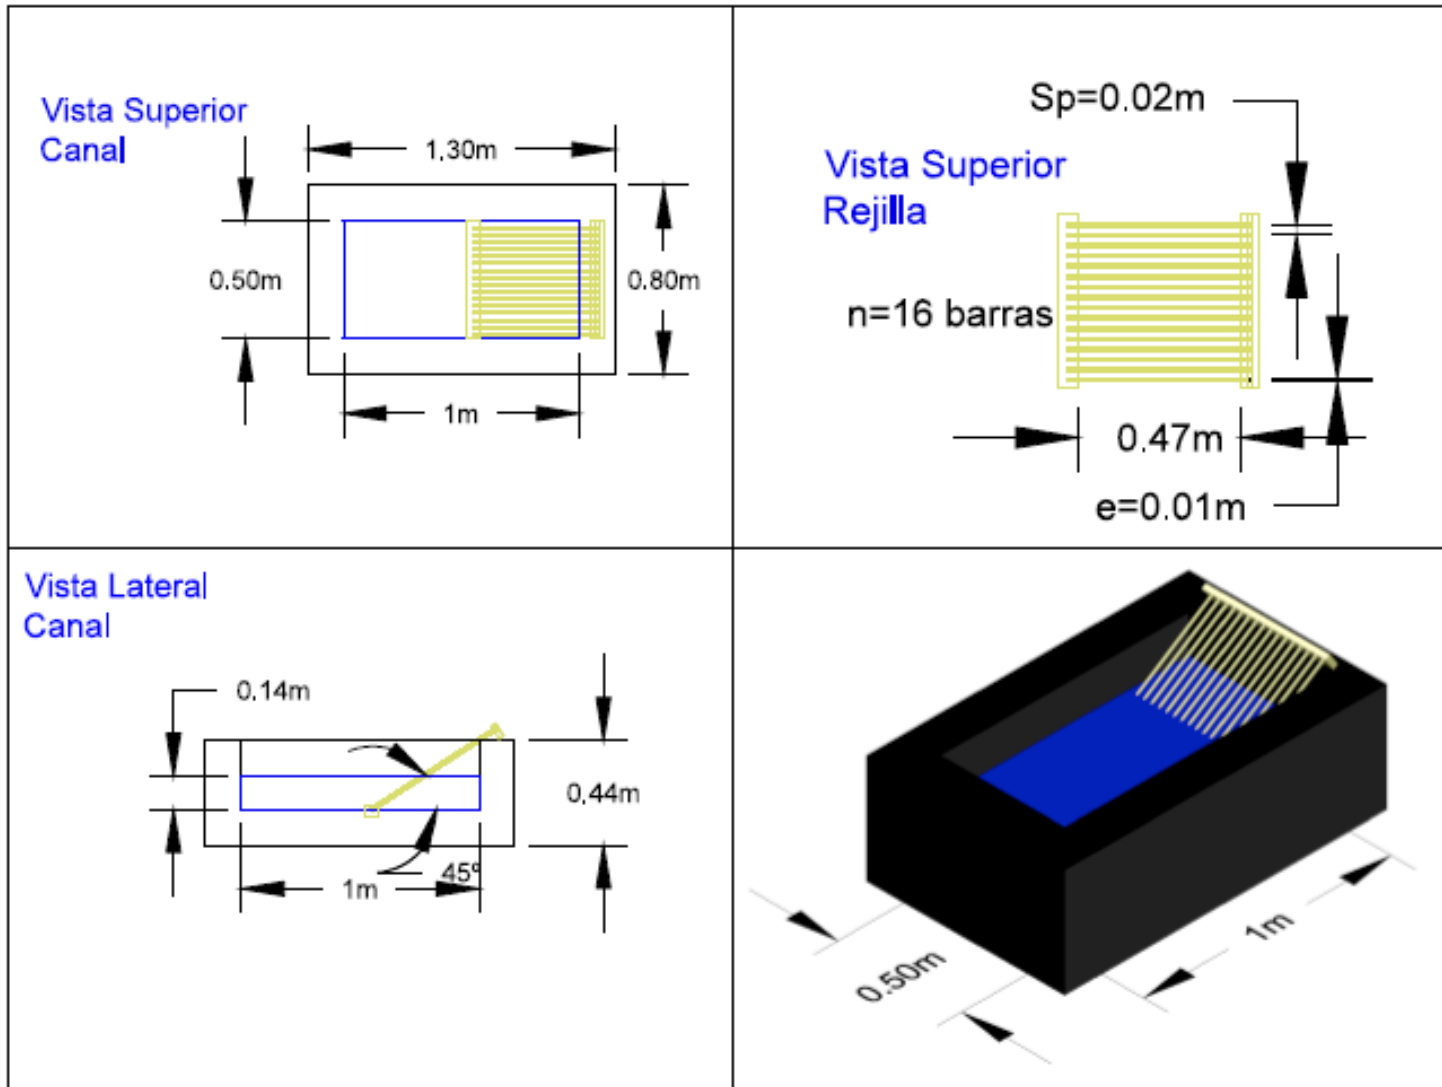 Vista Superior
Canal
1.30m
0.50m
0.80m
1m
Sp=0.02m
Vista Superior
Rejilla
n=16 barras
0.47m
e=0.01m
Vista Lateral
Canal
0.14m
0.44m
45º
1m
0.50m
1m